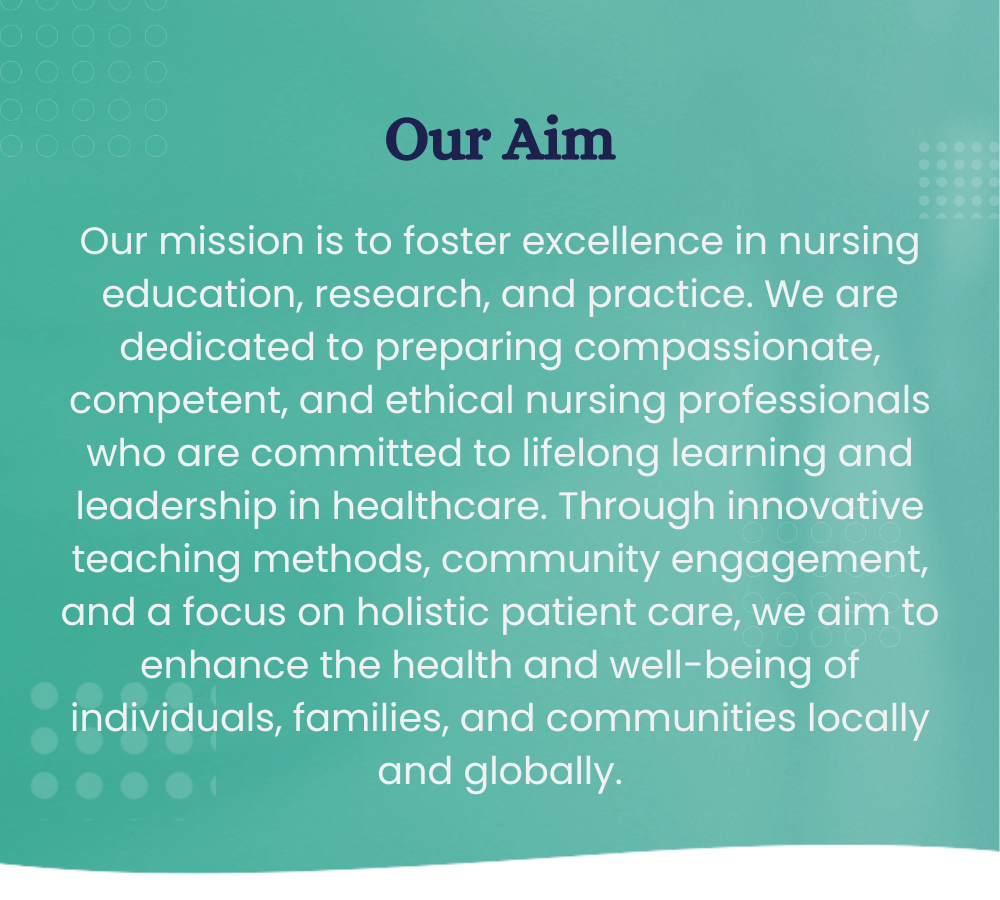 Our Aim
Our mission is to foster excellence in nursing
education, research, and practice. We are
dedicated to preparing compassionate,
competent, and ethical nursing professionals
who are committed to lifelong learning and
leadership in healthcare. Through innovative
teaching methods, community engagement,
and a focus on holistic patient care, we aim to
enhance the health and well-being of
individuals, families, and communities locally
and globally.